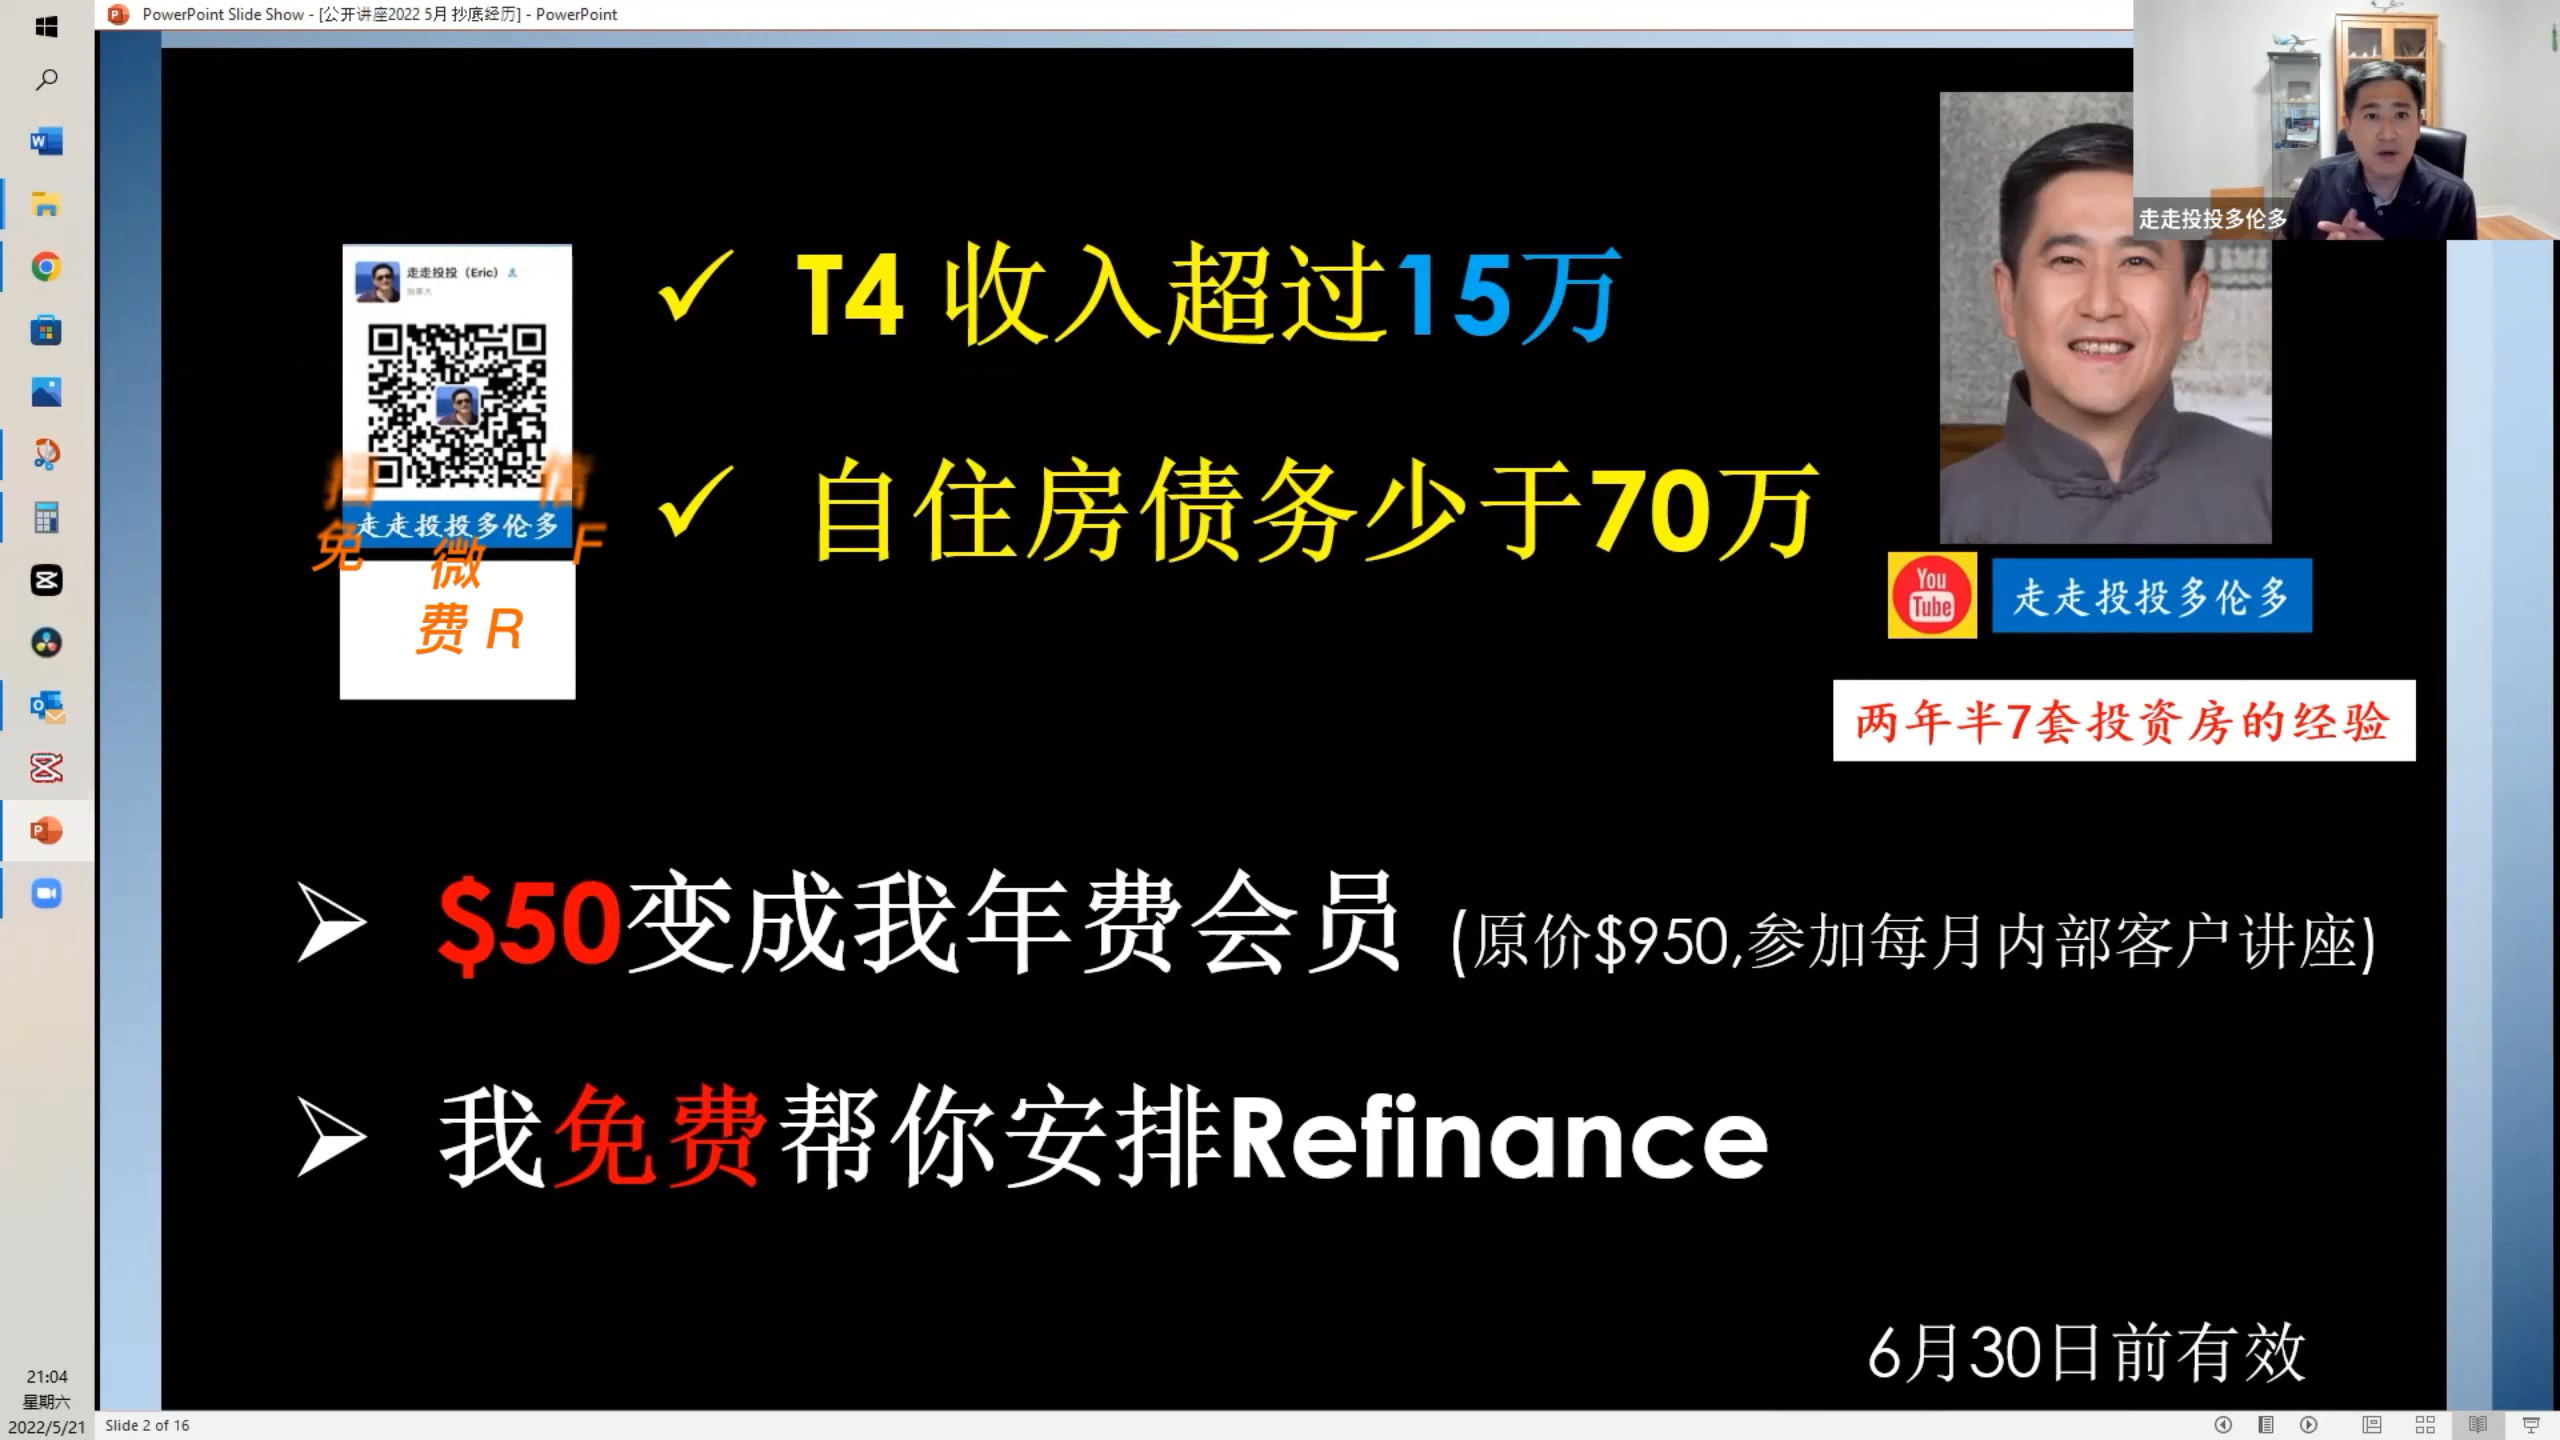 PowerPoint Slide Show - [公开讲座2022 5月 抄底经历] - PowerPoint
走走投投多伦多
走走投投（Eric）
T4 收入超过15万
自住房债务少于70万
走走投投多伦多
扫
信
免
微
F
费 R
You
Tube
走走投投多伦多
两年半7套投资房的经验
$50变成我年费会员 (原价$950,参加每月内部客户讲座)
我免费帮你安排Refinance
6月30日前有效
21:04
星期六
2022/5/21
Slide 2 of 16